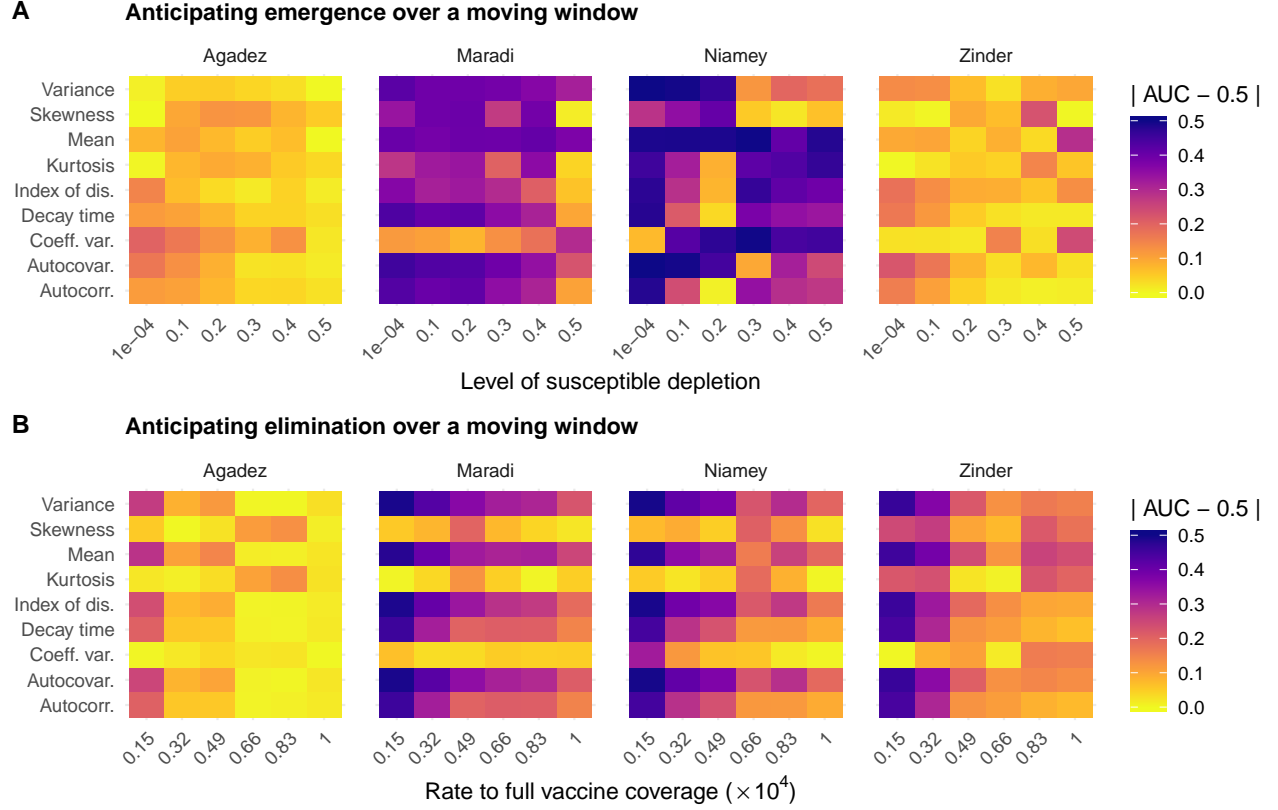 A Anticipating emergence over a moving window
Agadez Maradi Niamey Zinder
Variance
Skewness
Mean
Kurtosis
Index of dis.
Decay time
Coeff. var.
Autocovar.
Autocorr.
1e−04 0.1 0.2 0.3 0.4 0.5 1e−04 0.1 0.2 0.3 0.4 0.5 1e−04 0.1 0.2 0.3 0.4 0.5 1e−04 0.1 0.2 0.3 0.4 0.5
Level of susceptible depletion
| AUC − 0.5 |
0.5
0.4
0.3
0.2
0.1
0.0
B Anticipating elimination over a moving window
Agadez Maradi Niamey Zinder
Variance
Skewness
Mean
Kurtosis
Index of dis.
Decay time
Coeff. var.
Autocovar.
Autocorr.
0.15 0.32 0.49 0.66 0.83 1 0.15 0.32 0.49 0.66 0.83 1 0.15 0.32 0.49 0.66 0.83 1 0.15 0.32 0.49 0.66 0.83 1
Rate to full vaccine coverage (×10⁴)
| AUC − 0.5 |
0.5
0.4
0.3
0.2
0.1
0.0